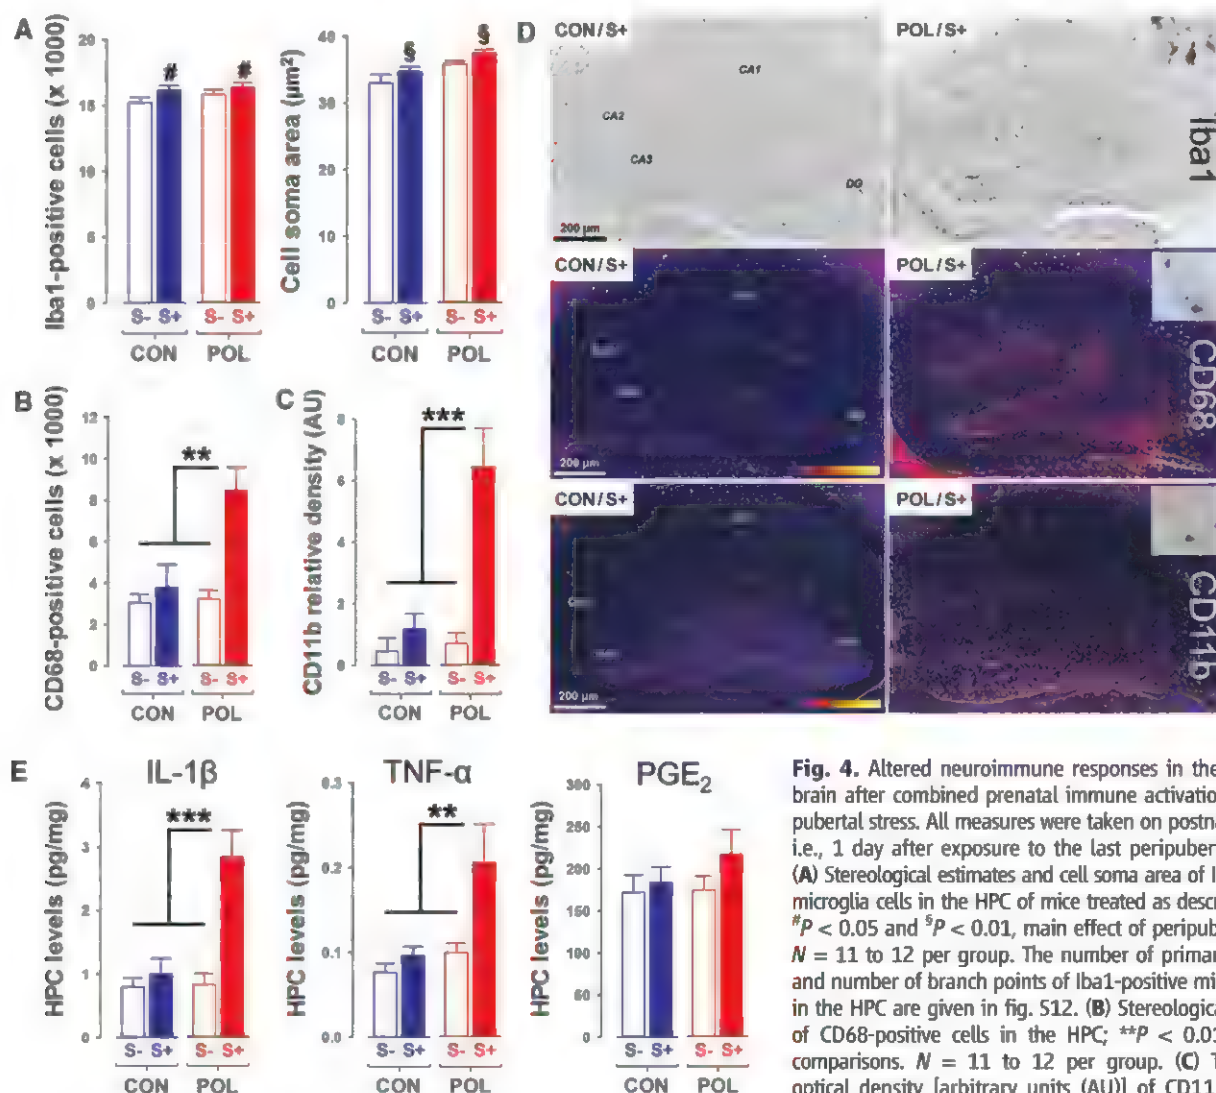 A
Iba1-positive cells (x 1000)
20
15
10
5
0
#
#
S- S+
S- S+
CON
POL
Cell soma area (µm²)
40
30
20
10
0
§
§
S- S+
S- S+
CON
POL
B
CD68-positive cells (x 1000)
12
10
8
6
4
2
0
**
S- S+
S- S+
CON
POL
C
CD11b relative density (AU)
8
6
4
2
0
***
S- S+
S- S+
CON
POL
D
CON/S+
CA1
CA2
CA3
DG
200 µm
POL/S+
Iba1
CON/S+
200 µm
POL/S+
CD68
CON/S+
200 µm
POL/S+
CD11b
E
IL-1β
HPC levels (pg/mg)
4
3
2
1
0
***
S- S+
S- S+
CON
POL
TNF-α
HPC levels (pg/mg)
0.3
0.2
0.1
0.0
**
S- S+
S- S+
CON
POL
PGE₂
HPC levels (pg/mg)
300
250
200
150
100
50
0
S- S+
S- S+
CON
POL
Fig. 4. Altered neuroimmune responses in the
brain after combined prenatal immune activatio
pubertal stress. All measures were taken on postna
i.e., 1 day after exposure to the last peripuber
(A) Stereological estimates and cell soma area of I
microglia cells in the HPC of mice treated as descr
#P < 0.05 and §P < 0.01, main effect of peripub
N = 11 to 12 per group. The number of primar
and number of branch points of Iba1-positive mi
in the HPC are given in fig. S12. (B) Stereologica
of CD68-positive cells in the HPC; **P < 0.01
comparisons. N = 11 to 12 per group. (C) T
optical density [arbitrary units (AU)] of CD11